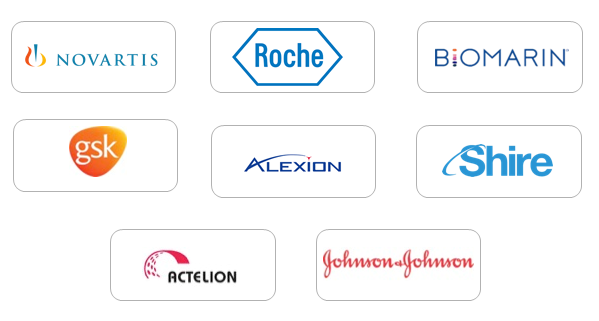 NOVARTIS
Roche
BIOMARIN
gsk
ALEXION
Shire
ACTELION
Johnson & Johnson